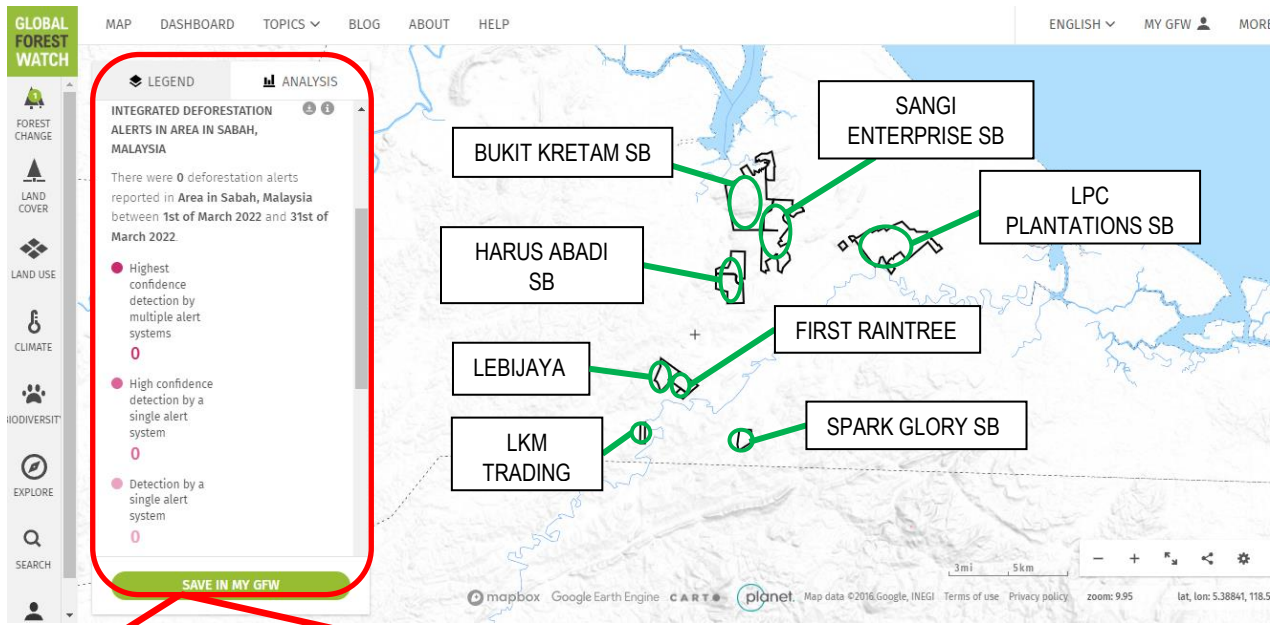 GLOBAL
FOREST
WATCH
MAP DASHBOARD TOPICS BLOG ABOUT HELP
ENGLISH MY GFW MORE
FOREST
CHANGE
LAND
COVER
LAND USE
CLIMATE
BIODIVERSIT
EXPLORE
SEARCH
LEGEND ANALYSIS
INTEGRATED DEFORESTATION
ALERTS IN AREA IN SABAH,
MALAYSIA
There were 0 deforestation alerts
reported in Area in Sabah, Malaysia
between 1st of March 2022 and 31st of
March 2022.
Highest
confidence
detection by
multiple alert
systems
0
High confidence
detection by a
single alert
system
0
Detection by a
single alert
system
0
SAVE IN MY GFW
BUKIT KRETAM SB
SANGI
ENTERPRISE SB
LPC
PLANTATIONS SB
HARUS ABADI
SB
FIRST RAINTREE
LEBIJAYA
SPARK GLORY SB
LKM
TRADING
3mi 5km
mapbox Google Earth Engine CARTO planet. Map data ©2016 Google, INEGI Terms of use Privacy policy zoom: 9.95 lat, lon: 5.38841, 118.5